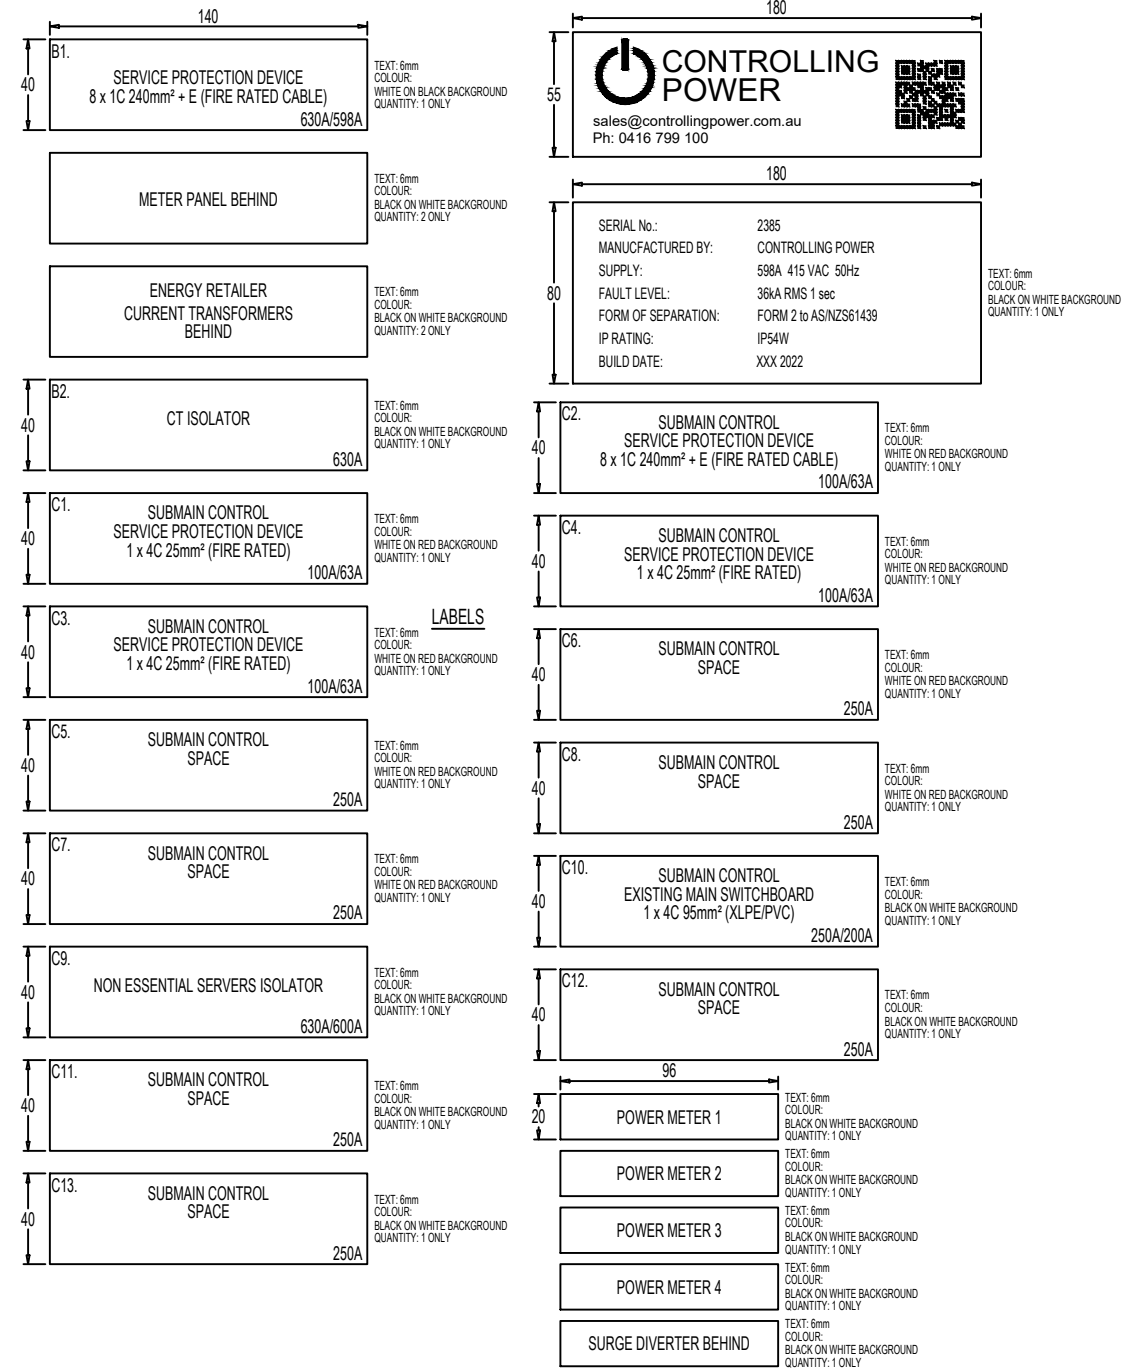 140
40
B1.
SERVICE PROTECTION DEVICE
8 x 1C 240mm² + E (FIRE RATED CABLE)
630A/598A
TEXT: 6mm
COLOUR:
WHITE ON BLACK BACKGROUND
QUANTITY: 1 ONLY
METER PANEL BEHIND
TEXT: 6mm
COLOUR:
BLACK ON WHITE BACKGROUND
QUANTITY: 2 ONLY
ENERGY RETAILER
CURRENT TRANSFORMERS
BEHIND
TEXT: 6mm
COLOUR:
BLACK ON WHITE BACKGROUND
QUANTITY: 2 ONLY
40
B2.
CT ISOLATOR
630A
TEXT: 6mm
COLOUR:
BLACK ON WHITE BACKGROUND
QUANTITY: 1 ONLY
40
C1.
SUBMAIN CONTROL
SERVICE PROTECTION DEVICE
1 x 4C 25mm² (FIRE RATED)
100A/63A
TEXT: 6mm
COLOUR:
WHITE ON RED BACKGROUND
QUANTITY: 1 ONLY
LABELS
40
C3.
SUBMAIN CONTROL
SERVICE PROTECTION DEVICE
1 x 4C 25mm² (FIRE RATED)
100A/63A
TEXT: 6mm
COLOUR:
WHITE ON RED BACKGROUND
QUANTITY: 1 ONLY
40
C5.
SUBMAIN CONTROL
SPACE
250A
TEXT: 6mm
COLOUR:
WHITE ON RED BACKGROUND
QUANTITY: 1 ONLY
40
C7.
SUBMAIN CONTROL
SPACE
250A
TEXT: 6mm
COLOUR:
WHITE ON RED BACKGROUND
QUANTITY: 1 ONLY
40
C9.
NON ESSENTIAL SERVERS ISOLATOR
630A/600A
TEXT: 6mm
COLOUR:
BLACK ON WHITE BACKGROUND
QUANTITY: 1 ONLY
40
C11.
SUBMAIN CONTROL
SPACE
250A
TEXT: 6mm
COLOUR:
BLACK ON WHITE BACKGROUND
QUANTITY: 1 ONLY
40
C13.
SUBMAIN CONTROL
SPACE
250A
TEXT: 6mm
COLOUR:
BLACK ON WHITE BACKGROUND
QUANTITY: 1 ONLY
180
55
CONTROLLING
POWER
sales@controllingpower.com.au
Ph: 0416 799 100
180
80
SERIAL No.: 2385
MANUCFACTURED BY: CONTROLLING POWER
SUPPLY: 598A 415 VAC 50Hz
FAULT LEVEL: 36kA RMS 1 sec
FORM OF SEPARATION: FORM 2 to AS/NZS61439
IP RATING: IP54W
BUILD DATE: XXX 2022
TEXT: 6mm
COLOUR:
BLACK ON WHITE BACKGROUND
QUANTITY: 1 ONLY
40
C2.
SUBMAIN CONTROL
SERVICE PROTECTION DEVICE
8 x 1C 240mm² + E (FIRE RATED CABLE)
100A/63A
TEXT: 6mm
COLOUR:
WHITE ON RED BACKGROUND
QUANTITY: 1 ONLY
40
C4.
SUBMAIN CONTROL
SERVICE PROTECTION DEVICE
1 x 4C 25mm² (FIRE RATED)
100A/63A
TEXT: 6mm
COLOUR:
WHITE ON RED BACKGROUND
QUANTITY: 1 ONLY
40
C6.
SUBMAIN CONTROL
SPACE
250A
TEXT: 6mm
COLOUR:
WHITE ON RED BACKGROUND
QUANTITY: 1 ONLY
40
C8.
SUBMAIN CONTROL
SPACE
250A
TEXT: 6mm
COLOUR:
WHITE ON RED BACKGROUND
QUANTITY: 1 ONLY
40
C10.
SUBMAIN CONTROL
EXISTING MAIN SWITCHBOARD
1 x 4C 95mm² (XLPE/PVC)
250A/200A
TEXT: 6mm
COLOUR:
BLACK ON WHITE BACKGROUND
QUANTITY: 1 ONLY
40
C12.
SUBMAIN CONTROL
SPACE
250A
TEXT: 6mm
COLOUR:
BLACK ON WHITE BACKGROUND
QUANTITY: 1 ONLY
96
20
POWER METER 1
TEXT: 6mm
COLOUR:
BLACK ON WHITE BACKGROUND
QUANTITY: 1 ONLY
POWER METER 2
TEXT: 6mm
COLOUR:
BLACK ON WHITE BACKGROUND
QUANTITY: 1 ONLY
POWER METER 3
TEXT: 6mm
COLOUR:
BLACK ON WHITE BACKGROUND
QUANTITY: 1 ONLY
POWER METER 4
TEXT: 6mm
COLOUR:
BLACK ON WHITE BACKGROUND
QUANTITY: 1 ONLY
SURGE DIVERTER BEHIND
TEXT: 6mm
COLOUR:
BLACK ON WHITE BACKGROUND
QUANTITY: 1 ONLY